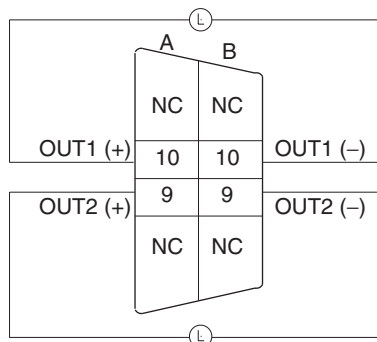 L
A B
NC NC
OUT1 (+) 10 10 OUT1 (–)
OUT2 (+) 9 9 OUT2 (–)
NC NC
L